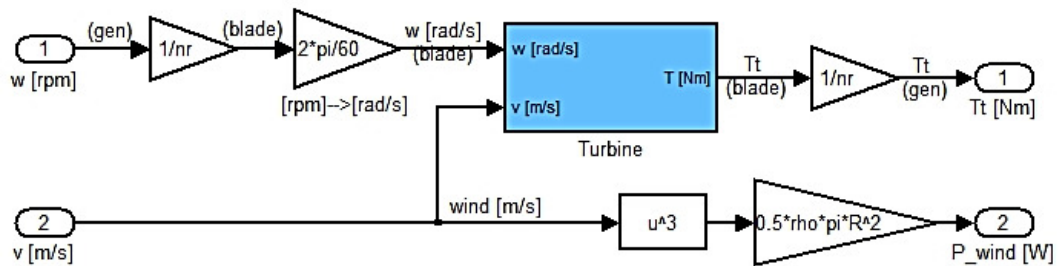 (gen)
(blade)
w [rad/s]
1
1/nr
2*pi/60
(blade)
w [rpm]
[rpm]-->[rad/s]
w [rad/s]
v [m/s]
T [Nm]
Turbine
Tt
(blade)
1/nr
Tt
(gen)
1
Tt [Nm]
2
v [m/s]
wind [m/s]
u^3
0.5*rho*pi*R^2
2
P_wind [W]